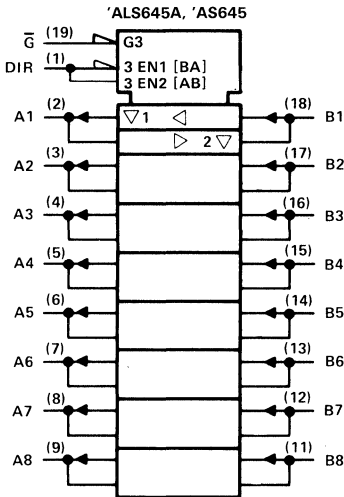 'ALS645A, 'AS645
G̅ (19) G3
DIR (1) 3 EN1 [BA]
3 EN2 [AB]
A1 (2) ▽1 ◁ (18) B1
▷ 2▽
A2 (3) (17) B2
A3 (4) (16) B3
A4 (5) (15) B4
A5 (6) (14) B5
A6 (7) (13) B6
A7 (8) (12) B7
A8 (9) (11) B8